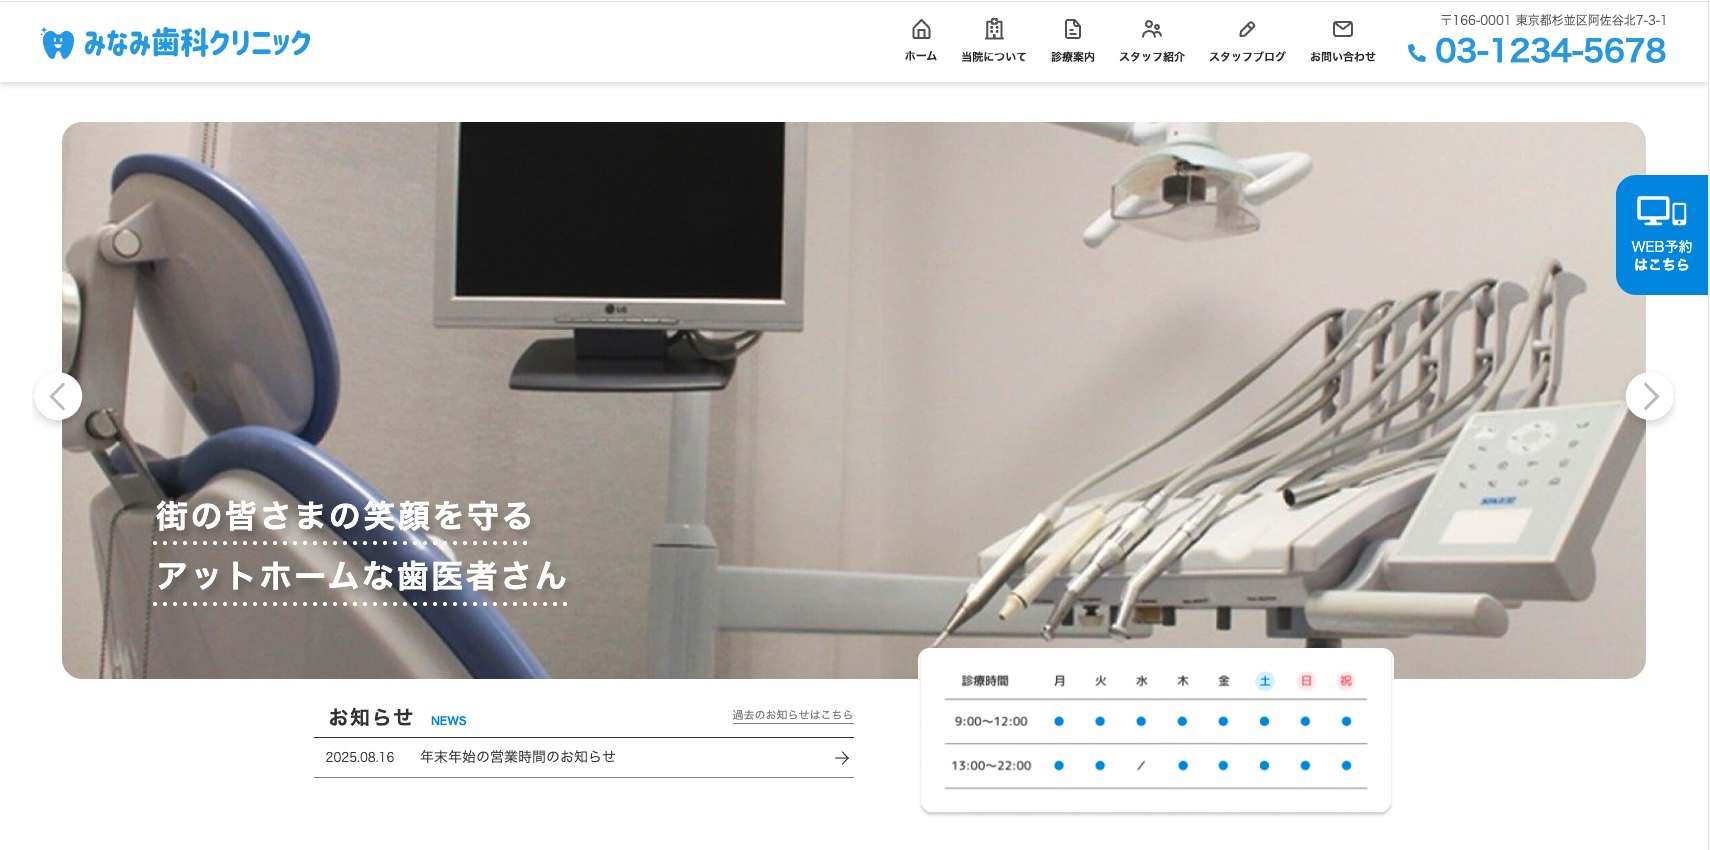 みなみ歯科クリニック
ホーム 当院について 診療案内 スタッフ紹介 スタッフブログ お問い合わせ
〒166-0001 東京都杉並区阿佐谷北7-3-1
03-1234-5678
LG
WEB予約
はこちら
街の皆さまの笑顔を守る
アットホームな歯医者さん
お知らせ NEWS 過去のお知らせはこちら
2025.08.16 年末年始の営業時間のお知らせ
診療時間 月 火 水 木 金 土 日 祝
9:00〜12:00 ● ● ● ● ● ● ● ●
13:00〜22:00 ● ● / ● ● ● ● ●